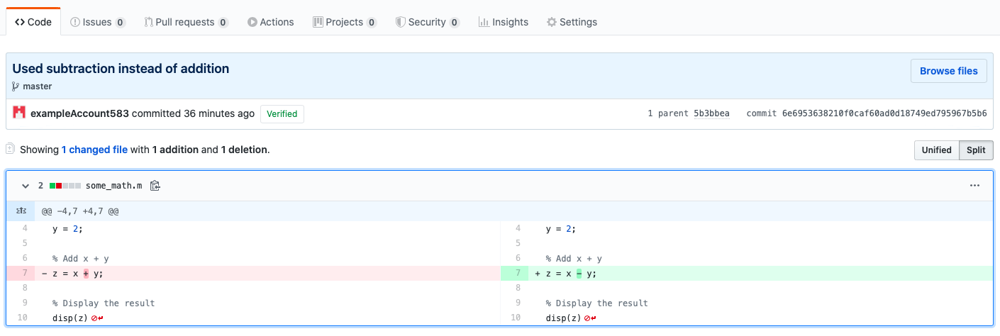 Code Issues 0 Pull requests 0 Actions Projects 0 Security 0 Insights Settings
Used subtraction instead of addition
Browse files
master
exampleAccount583 committed 36 minutes ago Verified 1 parent 5b3bbea commit 6e6953638210f0caf60ad0d18749ed795967b5b6
Showing 1 changed file with 1 addition and 1 deletion. Unified Split
2 some_math.m
@@ -4,7 +4,7 @@
4 y = 2; 4 y = 2;
5 5
6 % Add x + y 6 % Add x + y
7 - z = x + y; 7 + z = x - y;
8 8
9 % Display the result 9 % Display the result
10 disp(z) 10 disp(z)